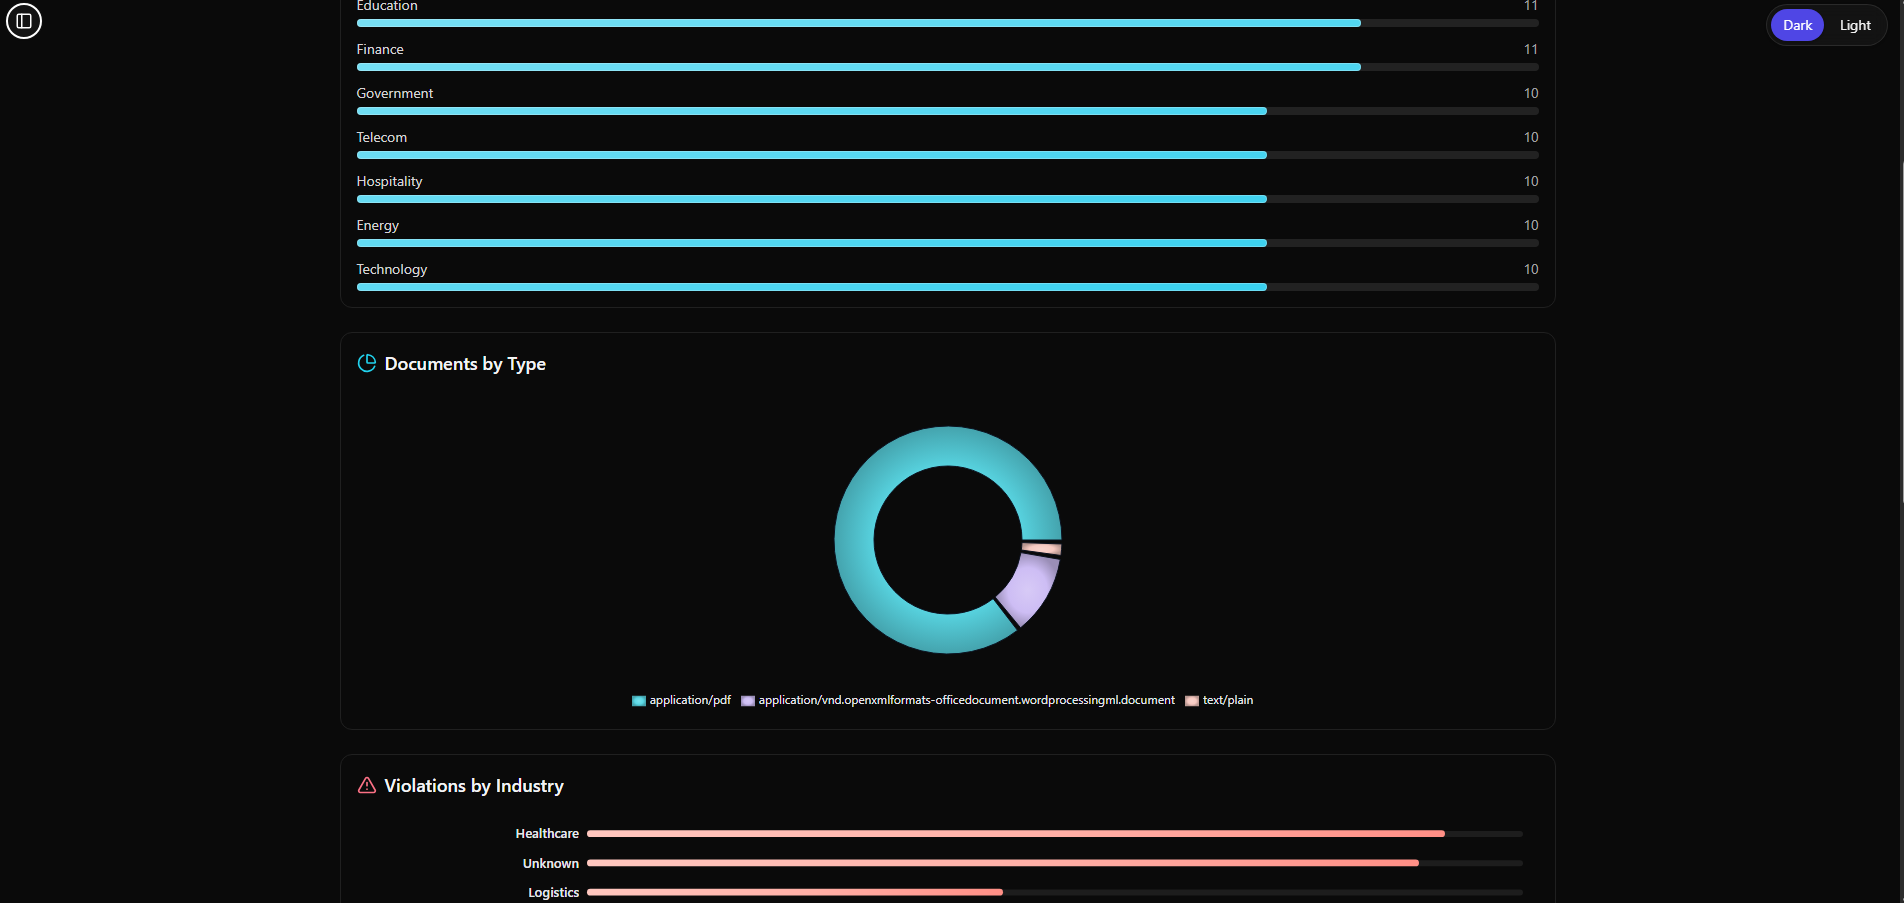 Education 11
Dark Light
Finance 11
Government 10
Telecom 10
Hospitality 10
Energy 10
Technology 10
Documents by Type
application/pdf application/vnd.openxmlformats-officedocument.wordprocessingml.document text/plain
Violations by Industry
Healthcare
Unknown
Logistics